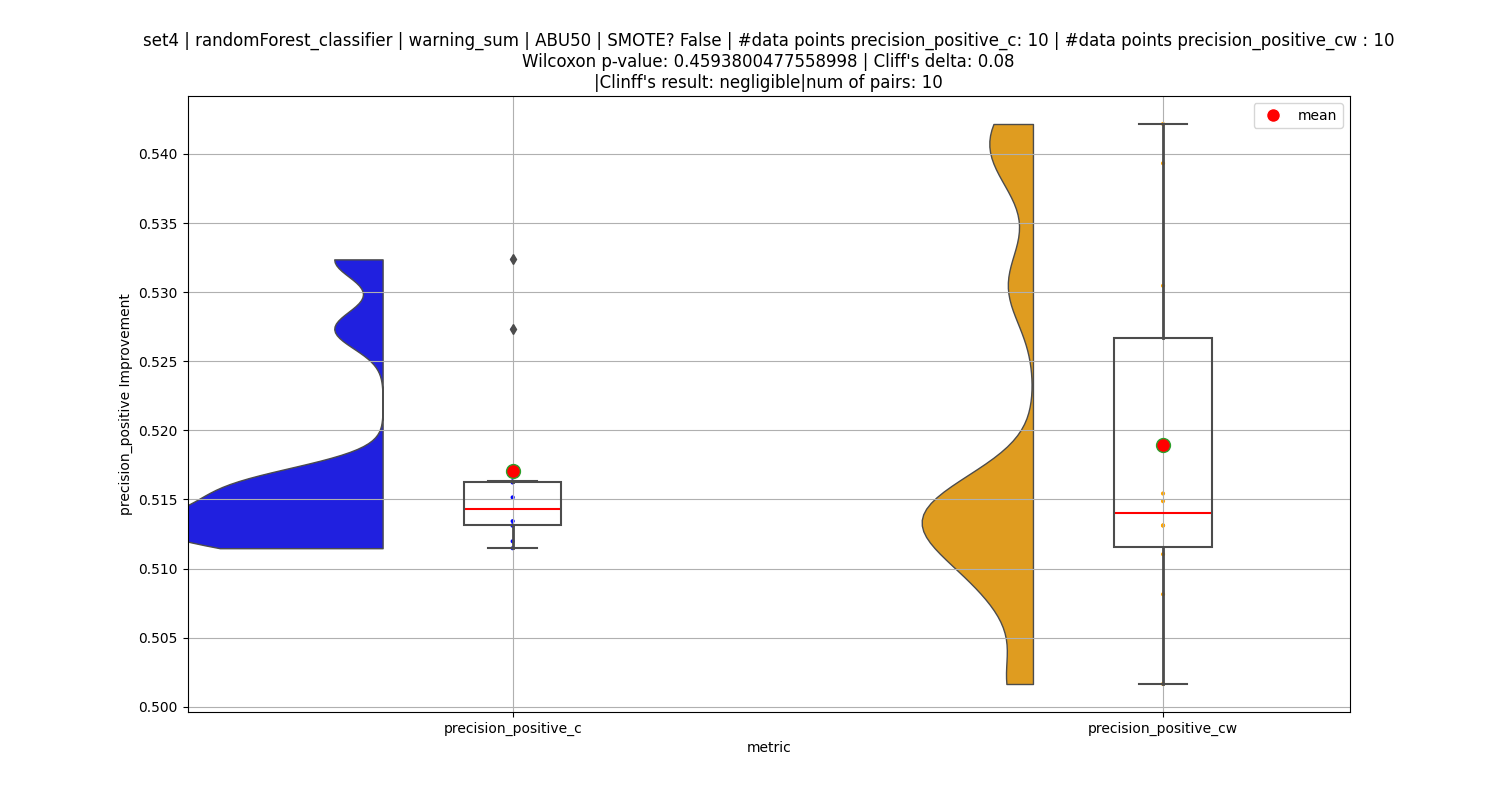 set4 | randomForest_classifier | warning_sum | ABU50 | SMOTE? False | #data points precision_positive_c: 10 | #data points precision_positive_cw : 10
Wilcoxon p-value: 0.4593800477558998 | Cliff's delta: 0.08
|Clinff's result: negligible|num of pairs: 10
mean
0.540
0.535
0.530
0.525
0.520
0.515
0.510
0.505
0.500
precision_positive Improvement
precision_positive_c
precision_positive_cw
metric